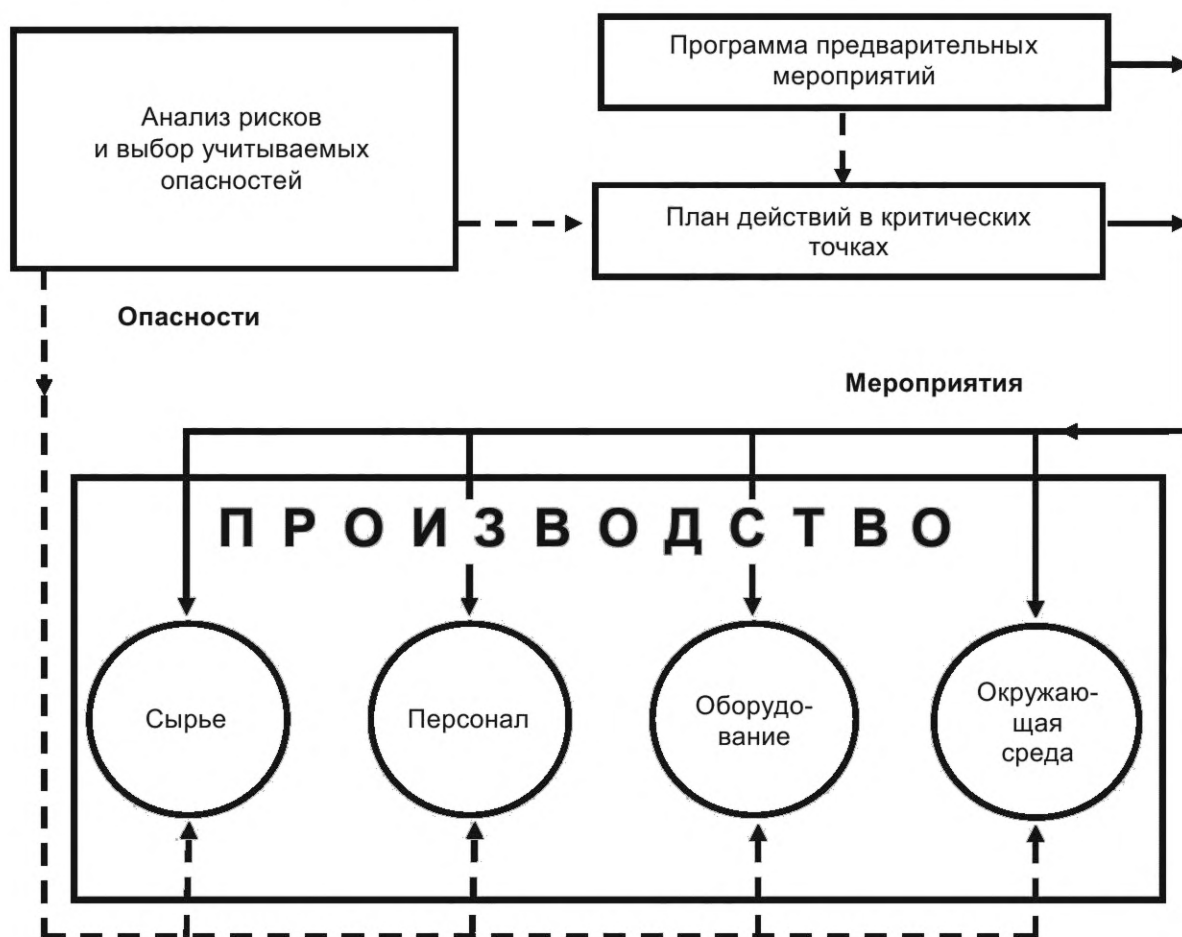 Анализ рисков
и выбор учитываемых
опасностей
Программа предварительных
мероприятий
План действий в критических
точках
Опасности
Мероприятия
ПРОИЗВОДСТВО
Сырье
Персонал
Оборудо-
вание
Окружаю-
щая
среда